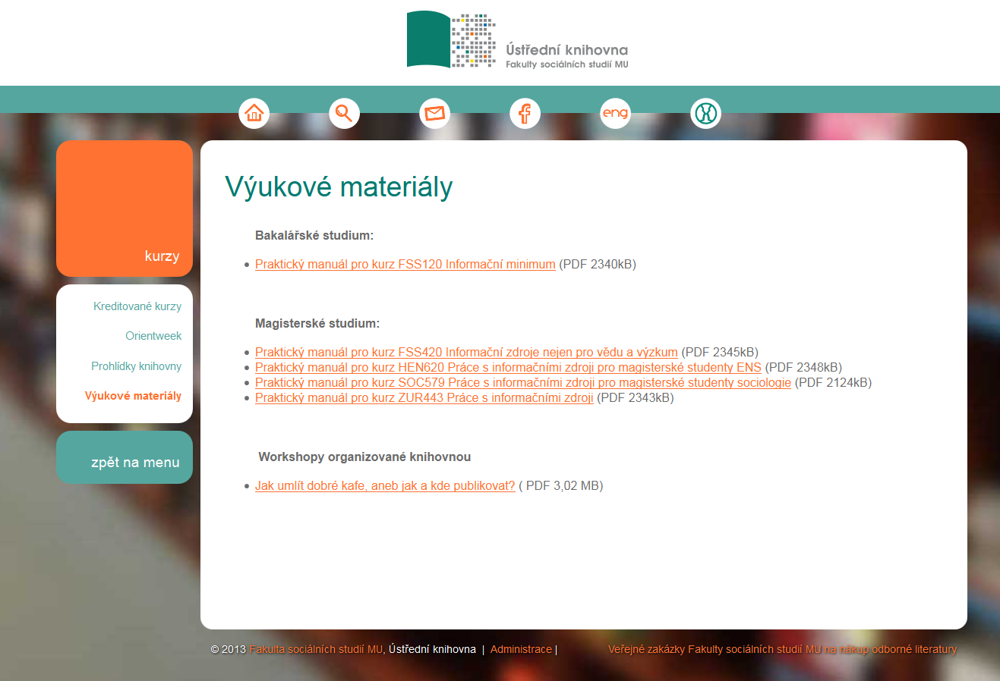 Ústřední knihovna
Fakulty sociálních studií MU
eng
kurzy
Kreditované kurzy
Orientweek
Prohlídky knihovny
Výukové materiály
zpět na menu
Výukové materiály
Bakalářské studium:
Praktický manuál pro kurz FSS120 Informační minimum (PDF 2340kB)
Magisterské studium:
Praktický manuál pro kurz FSS420 Informační zdroje nejen pro vědu a výzkum (PDF 2345kB)
Praktický manuál pro kurz HEN620 Práce s informačními zdroji pro magisterské studenty ENS (PDF 2348kB)
Praktický manuál pro kurz SOC579 Práce s informačními zdroji pro magisterské studenty sociologie (PDF 2124kB)
Praktický manuál pro kurz ZUR443 Práce s informačními zdroji (PDF 2343kB)
Workshopy organizované knihovnou
Jak umlít dobré kafe, aneb jak a kde publikovat? ( PDF 3,02 MB)
© 2013 Fakulta sociálních studií MU, Ústřední knihovna | Administrace | Veřejné zakázky Fakulty sociálních studií MU na nákup odborné literatury